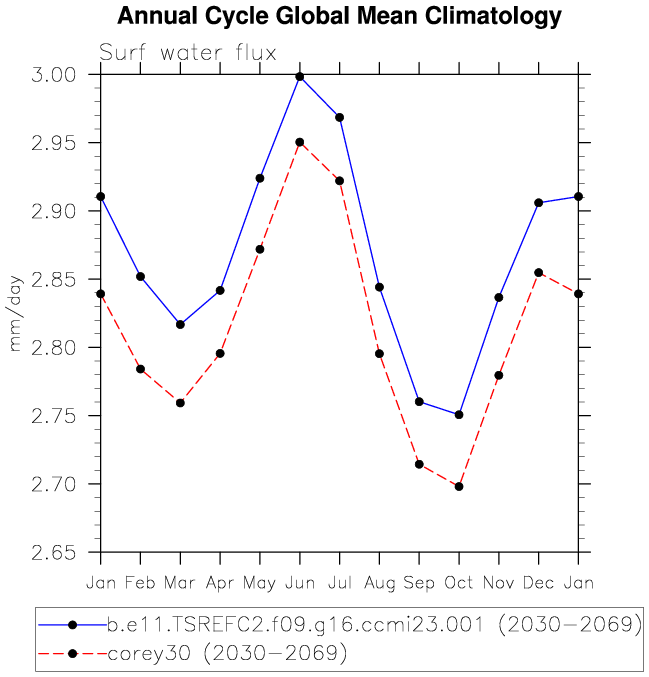 Annual Cycle Global Mean Climatology
Surf water flux
3.00
2.95
2.90
2.85
2.80
2.75
2.70
2.65
mm/day
Jan Feb Mar Apr May Jun Jul Aug Sep Oct Nov Dec Jan
b.e11.TSREFC2.f09.g16.ccmi23.001 (2030-2069)
corey30 (2030-2069)